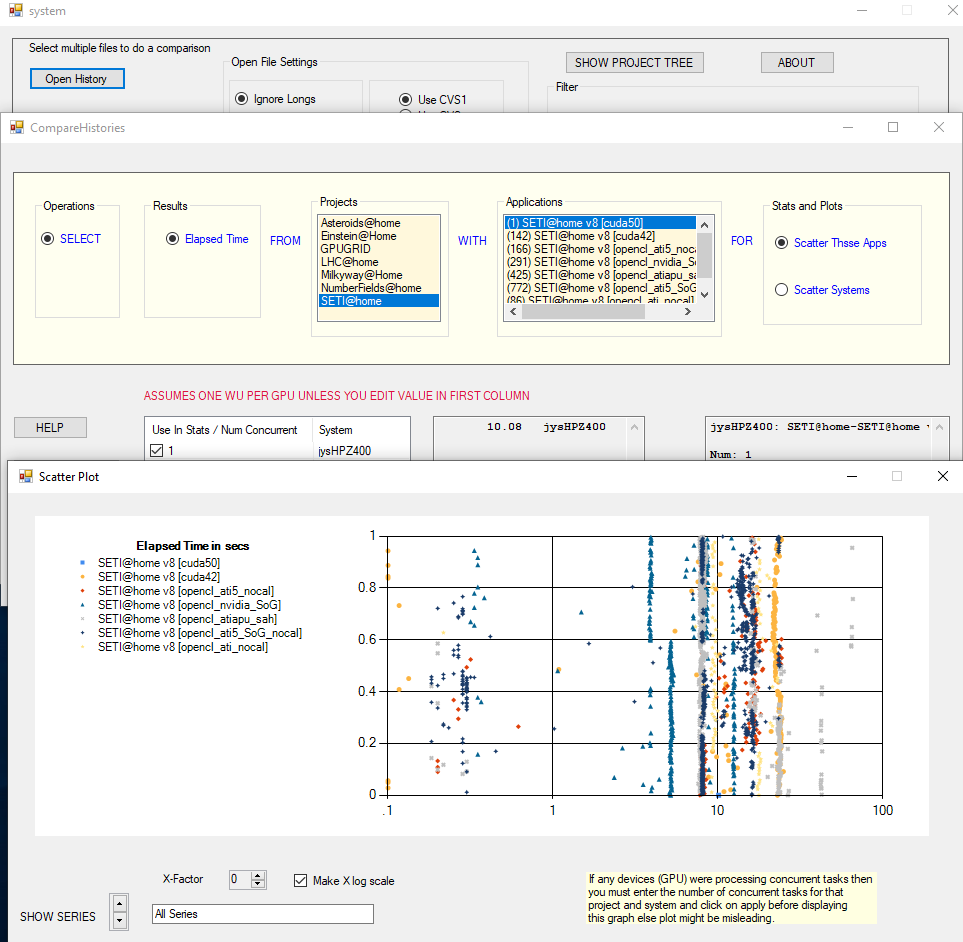 system
Select multiple files to do a comparison
Open History
Open File Settings
Ignore Longs
Use CVS1
SHOW PROJECT TREE
ABOUT
Filter
CompareHistories
Operations
SELECT
Results
Elapsed Time
FROM
Projects
Asteroids@home
Einstein@Home
GPUGRID
LHC@home
Milkyway@Home
NumberFields@home
SETI@home
WITH
Applications
(1) SETI@home v8 [cuda50]
(142) SETI@home v8 [cuda42]
(166) SETI@home v8 [opencl_ati5_noca
(291) SETI@home v8 [opencl_nvidia_S
(425) SETI@home v8 [opencl_atiapu_sa
(772) SETI@home v8 [opencl_ati5_SoG
(86) SETI@home v8 [opencl_ati_nocal]
FOR
Stats and Plots
Scatter Thsse Apps
Scatter Systems
ASSUMES ONE WU PER GPU UNLESS YOU EDIT VALUE IN FIRST COLUMN
HELP
Use In Stats / Num Concurrent System
1 jysHPZ400
10.08 jysHPZ400
jysHPZ400: SETI@home-SETI@home
Num: 1
Scatter Plot
Elapsed Time in secs
SETI@home v8 [cuda50]
SETI@home v8 [cuda42]
SETI@home v8 [opencl_ati5_nocal]
SETI@home v8 [opencl_nvidia_SoG]
SETI@home v8 [opencl_atiapu_sah]
SETI@home v8 [opencl_ati5_SoG_nocal]
SETI@home v8 [opencl_ati_nocal]
1
0.8
0.6
0.4
0.2
0
.1 1 10 100
X-Factor
0
Make X log scale
SHOW SERIES
All Series
If any devices (GPU) were processing concurrent tasks then
you must enter the number of concurrent tasks for that
project and system and click on apply before displaying
this graph else plot might be misleading.